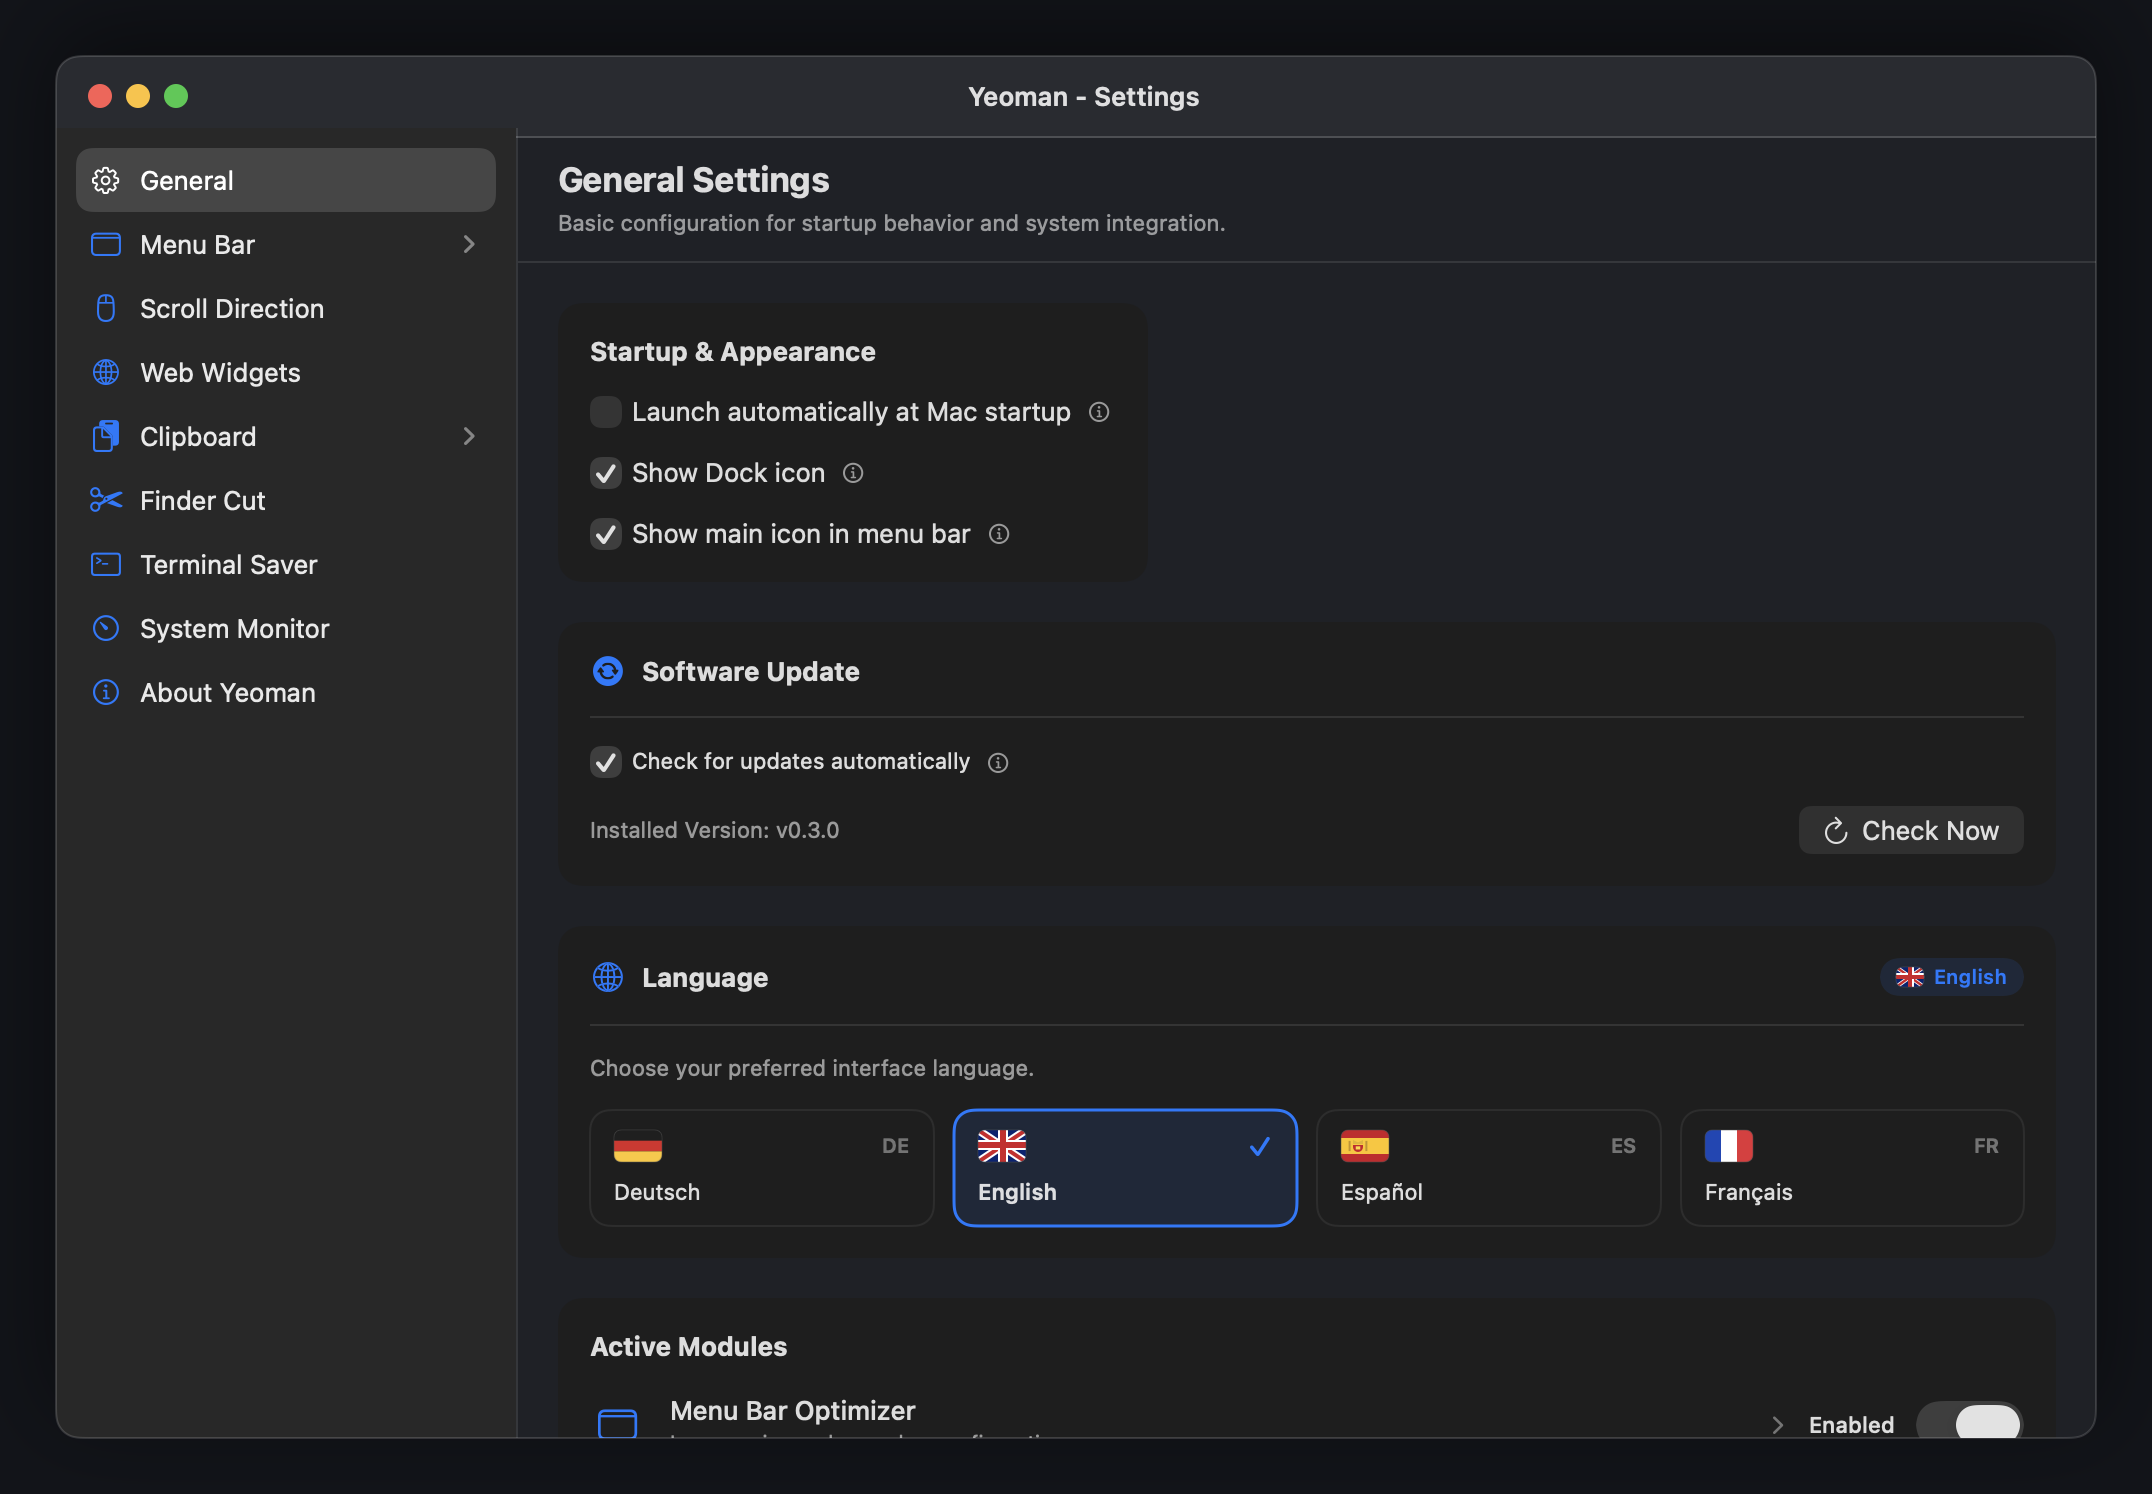 Yeoman - Settings
General
Menu Bar
Scroll Direction
Web Widgets
Clipboard
Finder Cut
Terminal Saver
System Monitor
About Yeoman
General Settings
Basic configuration for startup behavior and system integration.
Startup & Appearance
Launch automatically at Mac startup
Show Dock icon
Show main icon in menu bar
Software Update
Check for updates automatically
Installed Version: v0.3.0
Check Now
Language
English
Choose your preferred interface language.
DE
Deutsch
English
ES
Español
FR
Français
Active Modules
Menu Bar Optimizer
Enabled